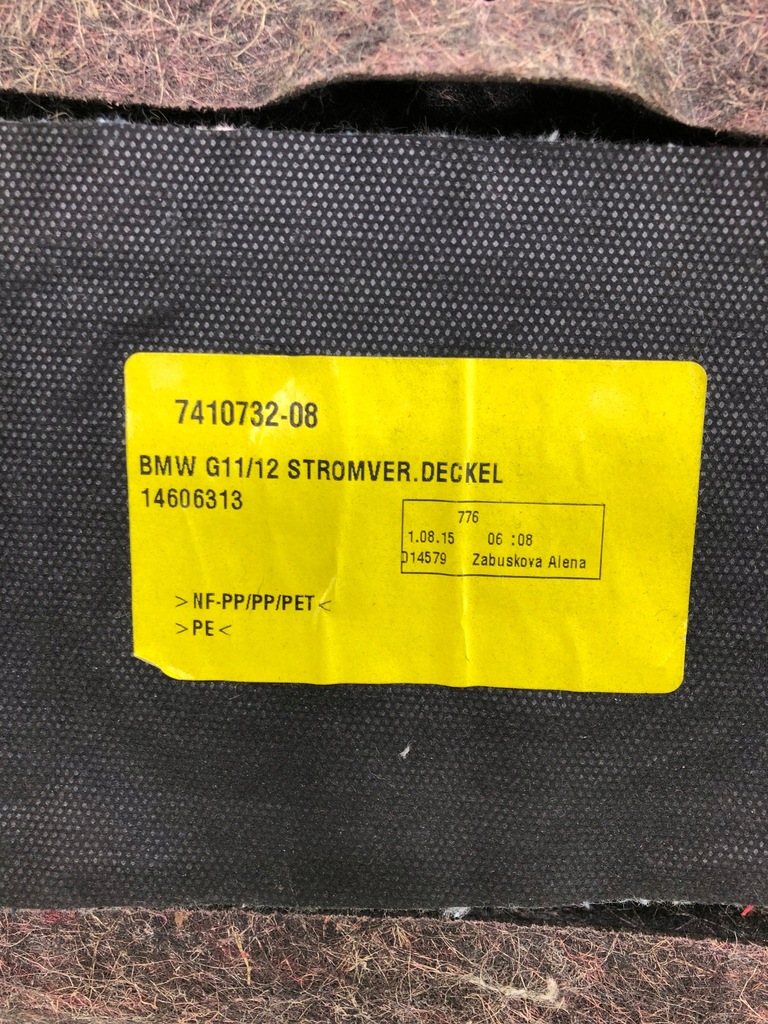 7410732-08
BMW G11/12 STROMVER.DECKEL
14606313
776
1.08.15 06 :08
014579 Zabuskova Alena
>NF-PP/PP/PET<
>PE<